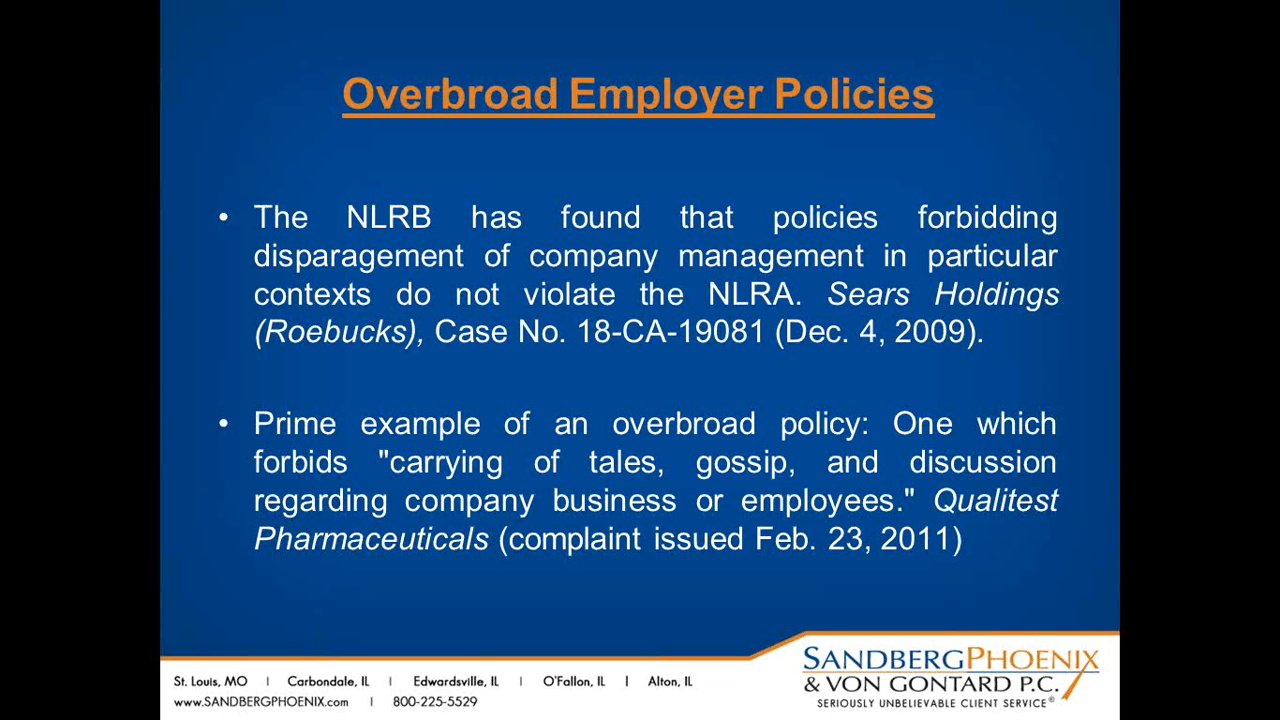 Overbroad Employer Policies
• The NLRB has found that policies forbidding
disparagement of company management in particular
contexts do not violate the NLRA. Sears Holdings
(Roebucks), Case No. 18-CA-19081 (Dec. 4, 2009).
• Prime example of an overbroad policy: One which
forbids "carrying of tales, gossip, and discussion
regarding company business or employees." Qualitest
Pharmaceuticals (complaint issued Feb. 23, 2011)
St. Louis, MO | Carbondale, IL | Edwardsville, IL | O'Fallon, IL | Alton, IL
www.SANDBERGPHOENIX.com | 800-225-5529
SANDBERGPHOENIX
& VON GONTARD P.C.
SERIOUSLY UNBELIEVABLE CLIENT SERVICE®